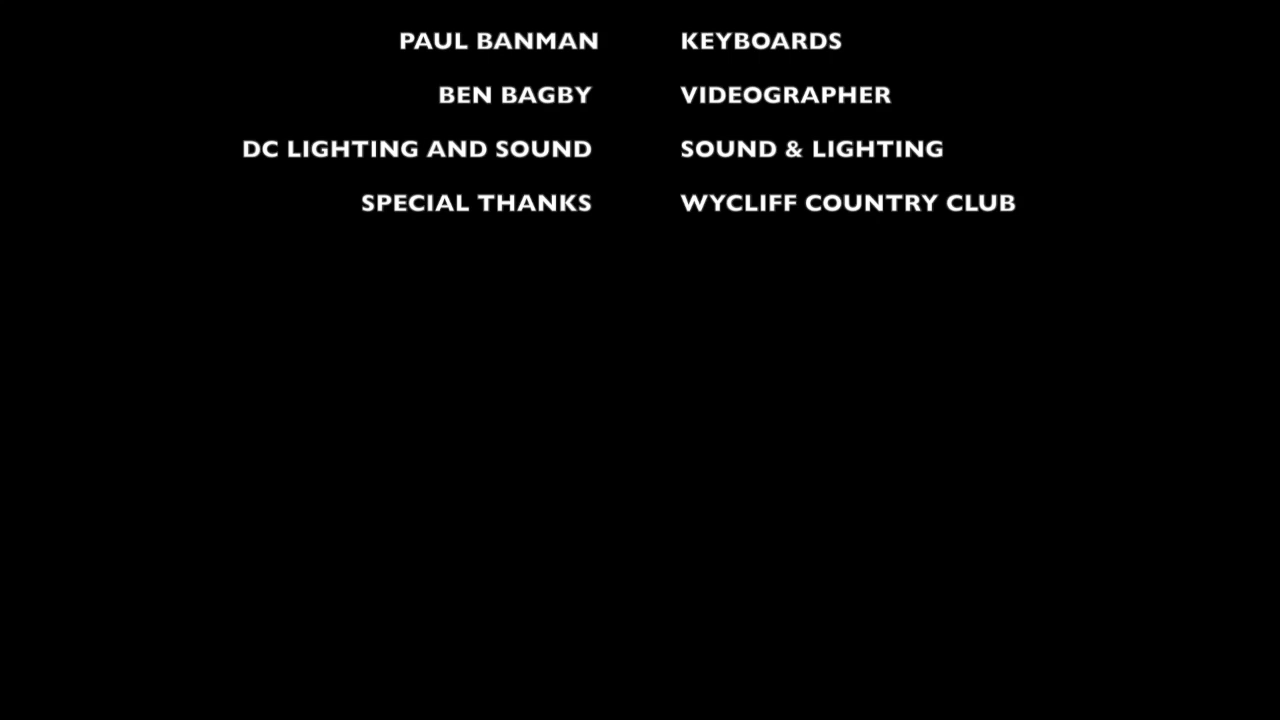 PAUL BANMAN KEYBOARDS
BEN BAGBY VIDEOGRAPHER
DC LIGHTING AND SOUND SOUND & LIGHTING
SPECIAL THANKS WYCLIFF COUNTRY CLUB